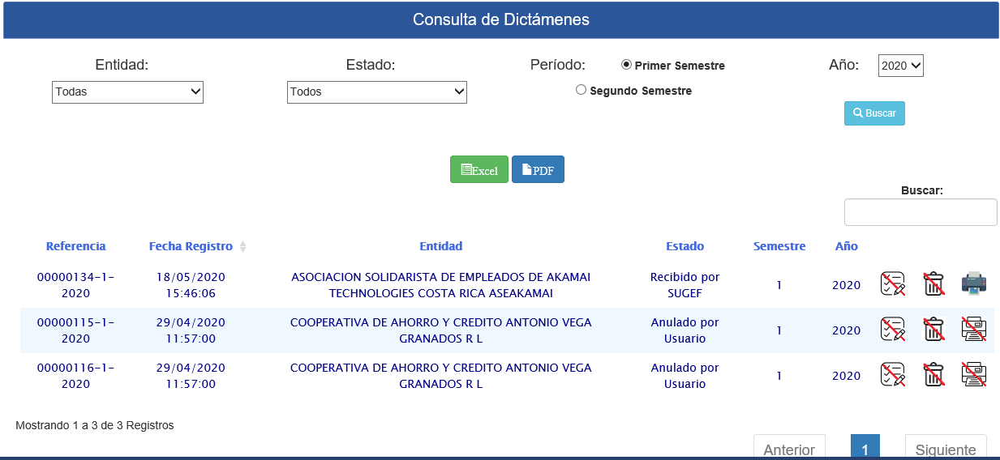 Consulta de Dictámenes
Entidad: Estado: Período: Primer Semestre Año: 2020
Todas Todos Segundo Semestre
Buscar
Excel PDF
Buscar:
Referencia Fecha Registro Entidad Estado Semestre Año
00000134-1- 18/05/2020 ASOCIACION SOLIDARISTA DE EMPLEADOS DE AKAMAI Recibido por
1 2020
2020 15:46:06 TECHNOLOGIES COSTA RICA ASEAKAMAI SUGEF
00000115-1- 29/04/2020 COOPERATIVA DE AHORRO Y CREDITO ANTONIO VEGA Anulado por
1 2020
2020 11:57:00 GRANADOS R L Usuario
00000116-1- 29/04/2020 COOPERATIVA DE AHORRO Y CREDITO ANTONIO VEGA Anulado por
1 2020
2020 11:57:00 GRANADOS R L Usuario
Mostrando 1 a 3 de 3 Registros
Anterior 1 Siguiente